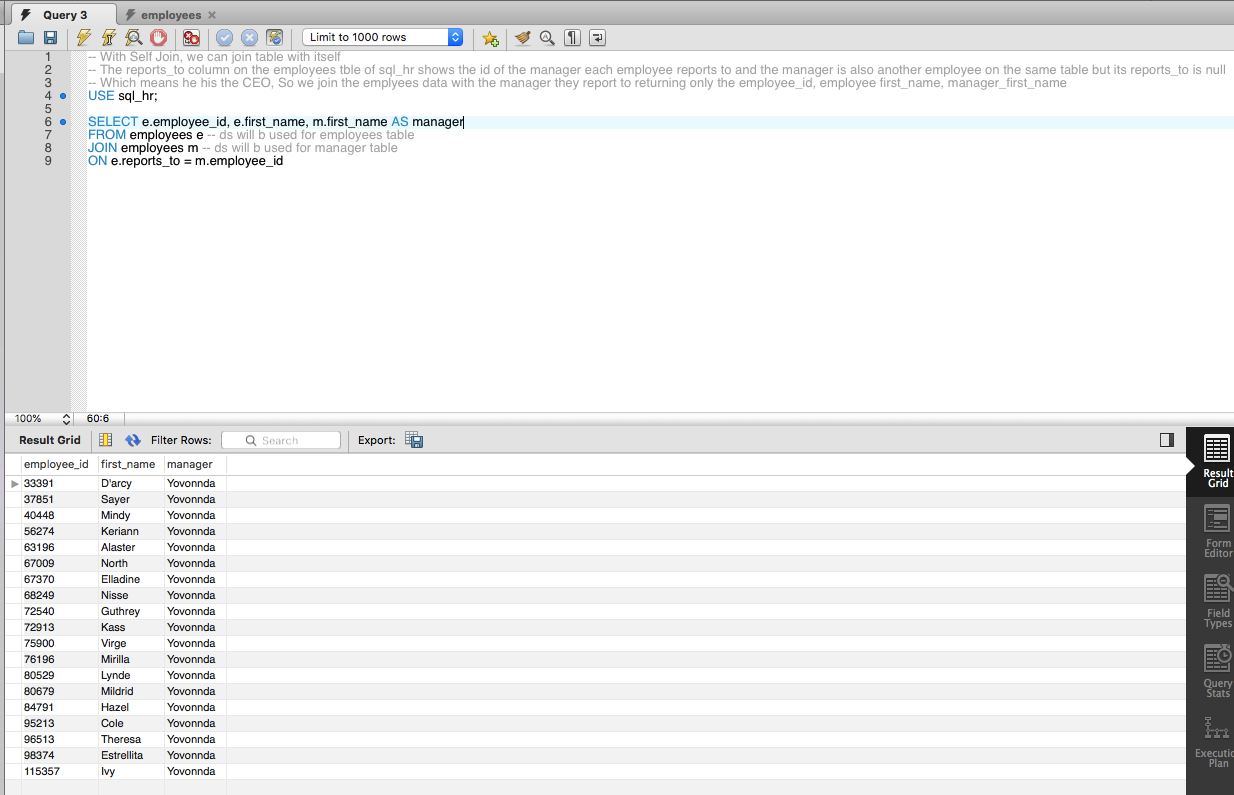 Query 3
employees
Limit to 1000 rows
1 -- With Self Join, we can join table with itself
2 -- The reports_to column on the employees tble of sql_hr shows the id of the manager each employee reports to and the manager is also another employee on the same table but its reports_to is null
3 -- Which means he his the CEO, So we join the emplyees data with the manager they report to returning only the employee_id, employee first_name, manager_first_name
4 USE sql_hr;
5
6 SELECT e.employee_id, e.first_name, m.first_name AS manager
7 FROM employees e -- ds will b used for employees table
8 JOIN employees m -- ds will b used for manager table
9 ON e.reports_to = m.employee_id
100% 60:6
Result Grid Filter Rows: Search Export:
employee_id first_name manager
33391 D'arcy Yovonnda
37851 Sayer Yovonnda
40448 Mindy Yovonnda
56274 Keriann Yovonnda
63196 Alaster Yovonnda
67009 North Yovonnda
67370 Elladine Yovonnda
68249 Nisse Yovonnda
72540 Guthrey Yovonnda
72913 Kass Yovonnda
75900 Virge Yovonnda
76196 Mirilla Yovonnda
80529 Lynde Yovonnda
80679 Mildrid Yovonnda
84791 Hazel Yovonnda
95213 Cole Yovonnda
96513 Theresa Yovonnda
98374 Estrellita Yovonnda
115357 Ivy Yovonnda
Result
Grid
Form
Editor
Field
Types
Query
Stats
Executio
Plan